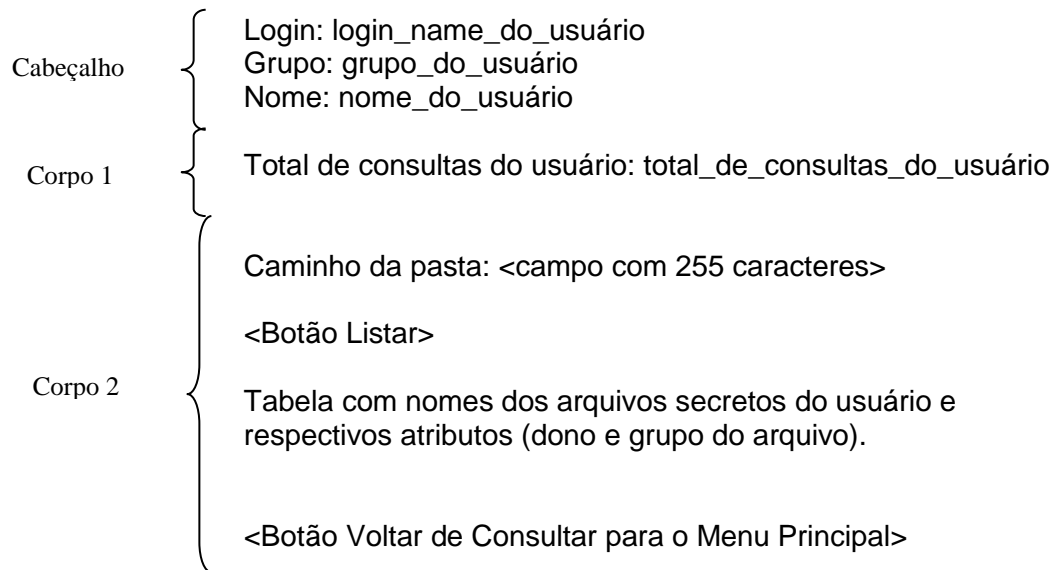 Cabeçalho
Login: login_name_do_usuário
Grupo: grupo_do_usuário
Nome: nome_do_usuário
Corpo 1
Total de consultas do usuário: total_de_consultas_do_usuário
Corpo 2
Caminho da pasta: <campo com 255 caracteres>
<Botão Listar>
Tabela com nomes dos arquivos secretos do usuário e
respectivos atributos (dono e grupo do arquivo).
<Botão Voltar de Consultar para o Menu Principal>